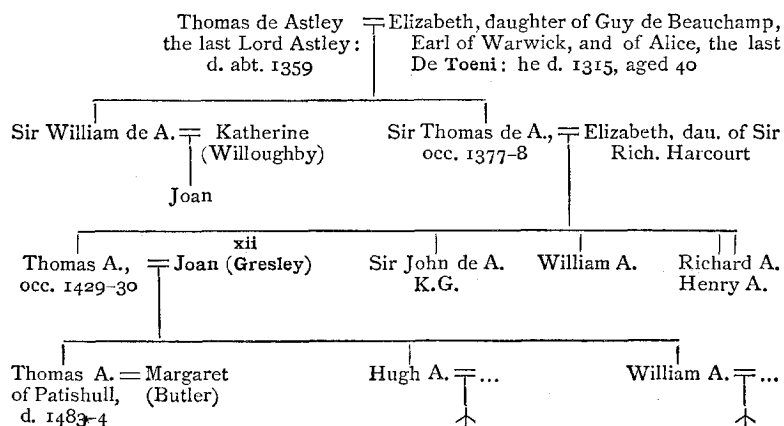 Thomas de Astley = Elizabeth, daughter of Guy de Beauchamp,
the last Lord Astley: Earl of Warwick, and of Alice, the last
d. abt. 1359 De Toeni: he d. 1315, aged 40
Sir William de A. = Katherine Sir Thomas de A., = Elizabeth, dau. of Sir
(Willoughby) occ. 1377-8 Rich. Harcourt
Joan
xii
Thomas A., = Joan (Gresley) Sir John de A. William A. Richard A.
occ. 1429-30 K.G. Henry A.
Thomas A. = Margaret Hugh A. = ... William A. = ...
of Patishull, (Butler)
d. 1483-4